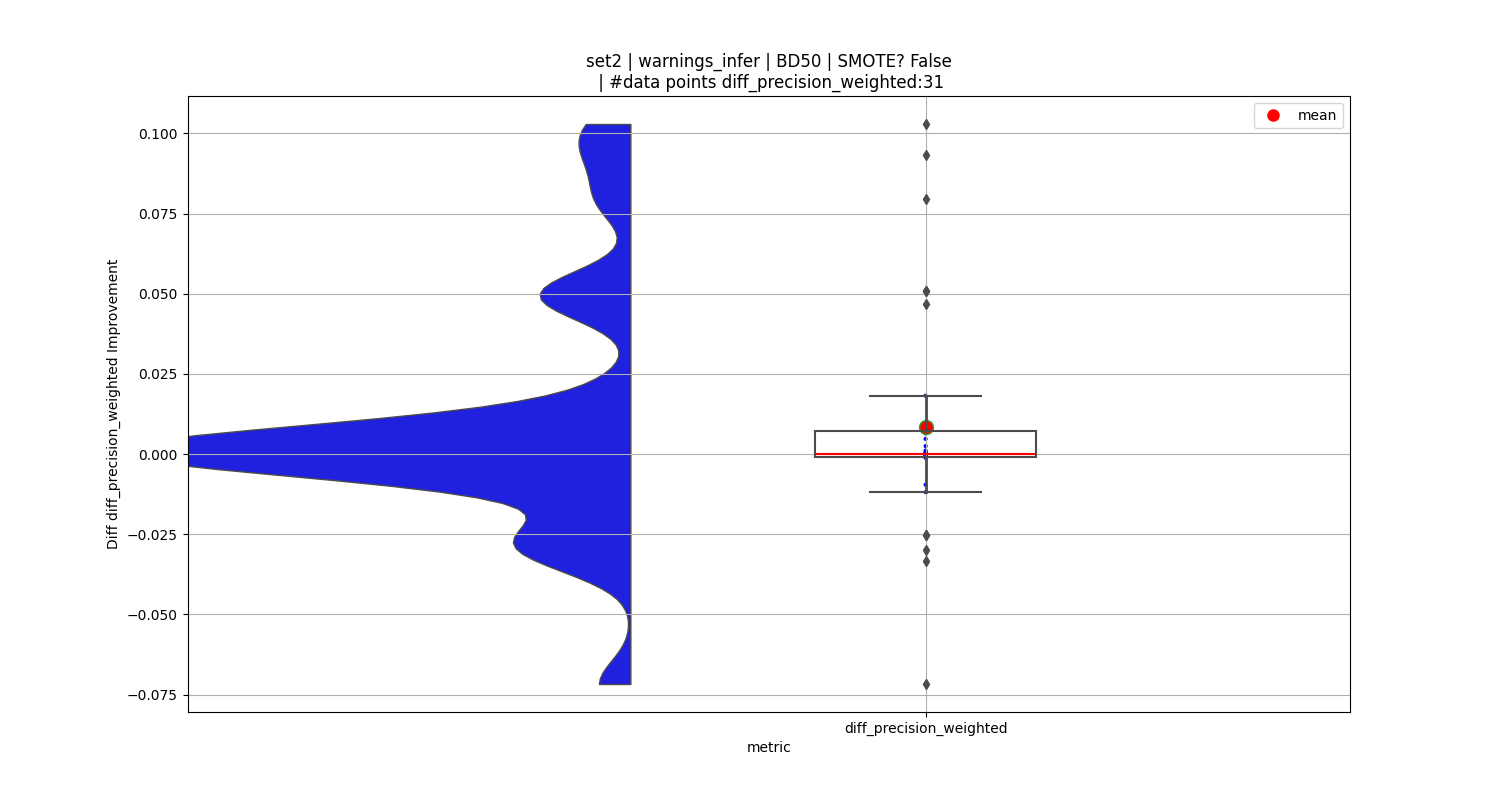 set2 | warnings_infer | BD50 | SMOTE? False
| #data points diff_precision_weighted:31
mean
0.100
0.075
0.050
0.025
0.000
−0.025
−0.050
−0.075
Diff diff_precision_weighted Improvement
diff_precision_weighted
metric